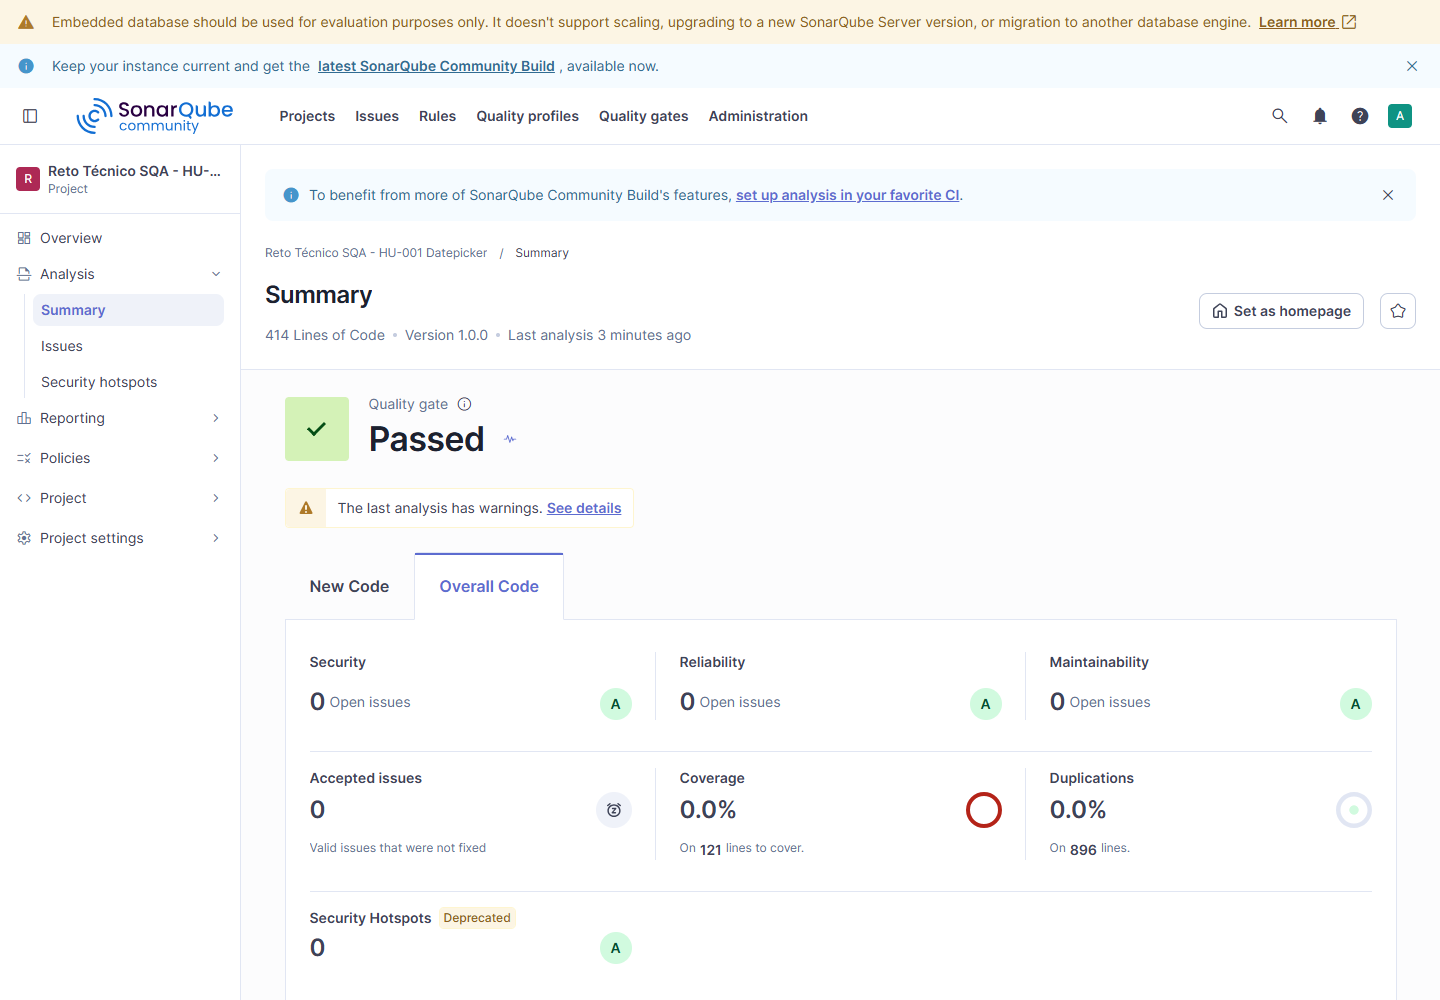 Embedded database should be used for evaluation purposes only. It doesn't support scaling, upgrading to a new SonarQube Server version, or migration to another database engine. Learn more
Keep your instance current and get the latest SonarQube Community Build , available now.
SonarQube community
Projects Issues Rules Quality profiles Quality gates Administration
A
R
Reto Técnico SQA - HU-...
Project
Overview
Analysis
Summary
Issues
Security hotspots
Reporting
Policies
Project
Project settings
To benefit from more of SonarQube Community Build's features, set up analysis in your favorite CI.
Reto Técnico SQA - HU-001 Datepicker / Summary
Summary
Set as homepage
414 Lines of Code • Version 1.0.0 • Last analysis 3 minutes ago
Quality gate
Passed
The last analysis has warnings. See details
New Code Overall Code
Security
0 Open issues A
Reliability
0 Open issues A
Maintainability
0 Open issues A
Accepted issues
0
Valid issues that were not fixed
Coverage
0.0%
On 121 lines to cover.
Duplications
0.0%
On 896 lines.
Security Hotspots Deprecated
0 A